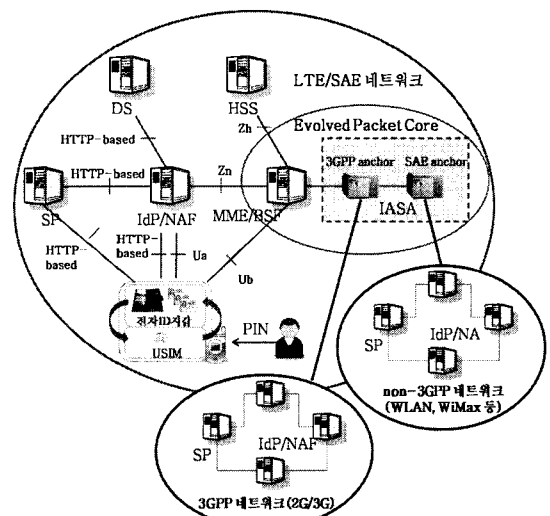 LTE/SAE 네트워크
DS
HSS
HTTP-based
Zh
Evolved Packet Core
3GPP anchor
SAE anchor
HTTP-based
Zn
SP
IdP/NAF
MME/BSF
IASA
HTTP-
based
HTTP-
based
Ua
Ub
전자ID지갑
USIM
PIN
SP
IdP/NA
non-3GPP 네트워크
(WLAN, WiMax 등)
SP
IdP/NAF
3GPP 네트워크(2G/3G)